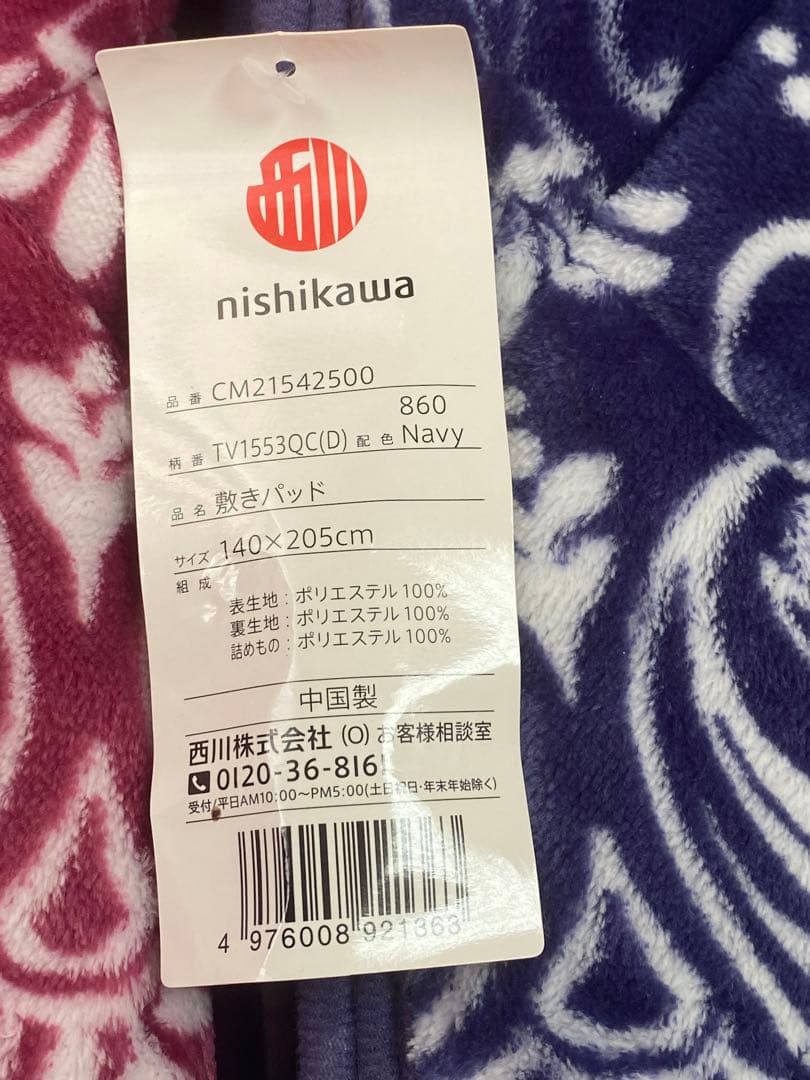 西川
nishikawa
品番 CM21542500
860
柄番 TV1553QC(D) 配色 Navy
品名 敷きパッド
サイズ 140×205cm
組成
表生地:ポリエステル100%
裏生地:ポリエステル100%
詰めもの:ポリエステル100%
中国製
西川株式会社 (O) お客様相談室
0120-36-8161
受付/平日AM10:00〜PM5:00(土日祝日・年末年始除く)
4 976008 921363